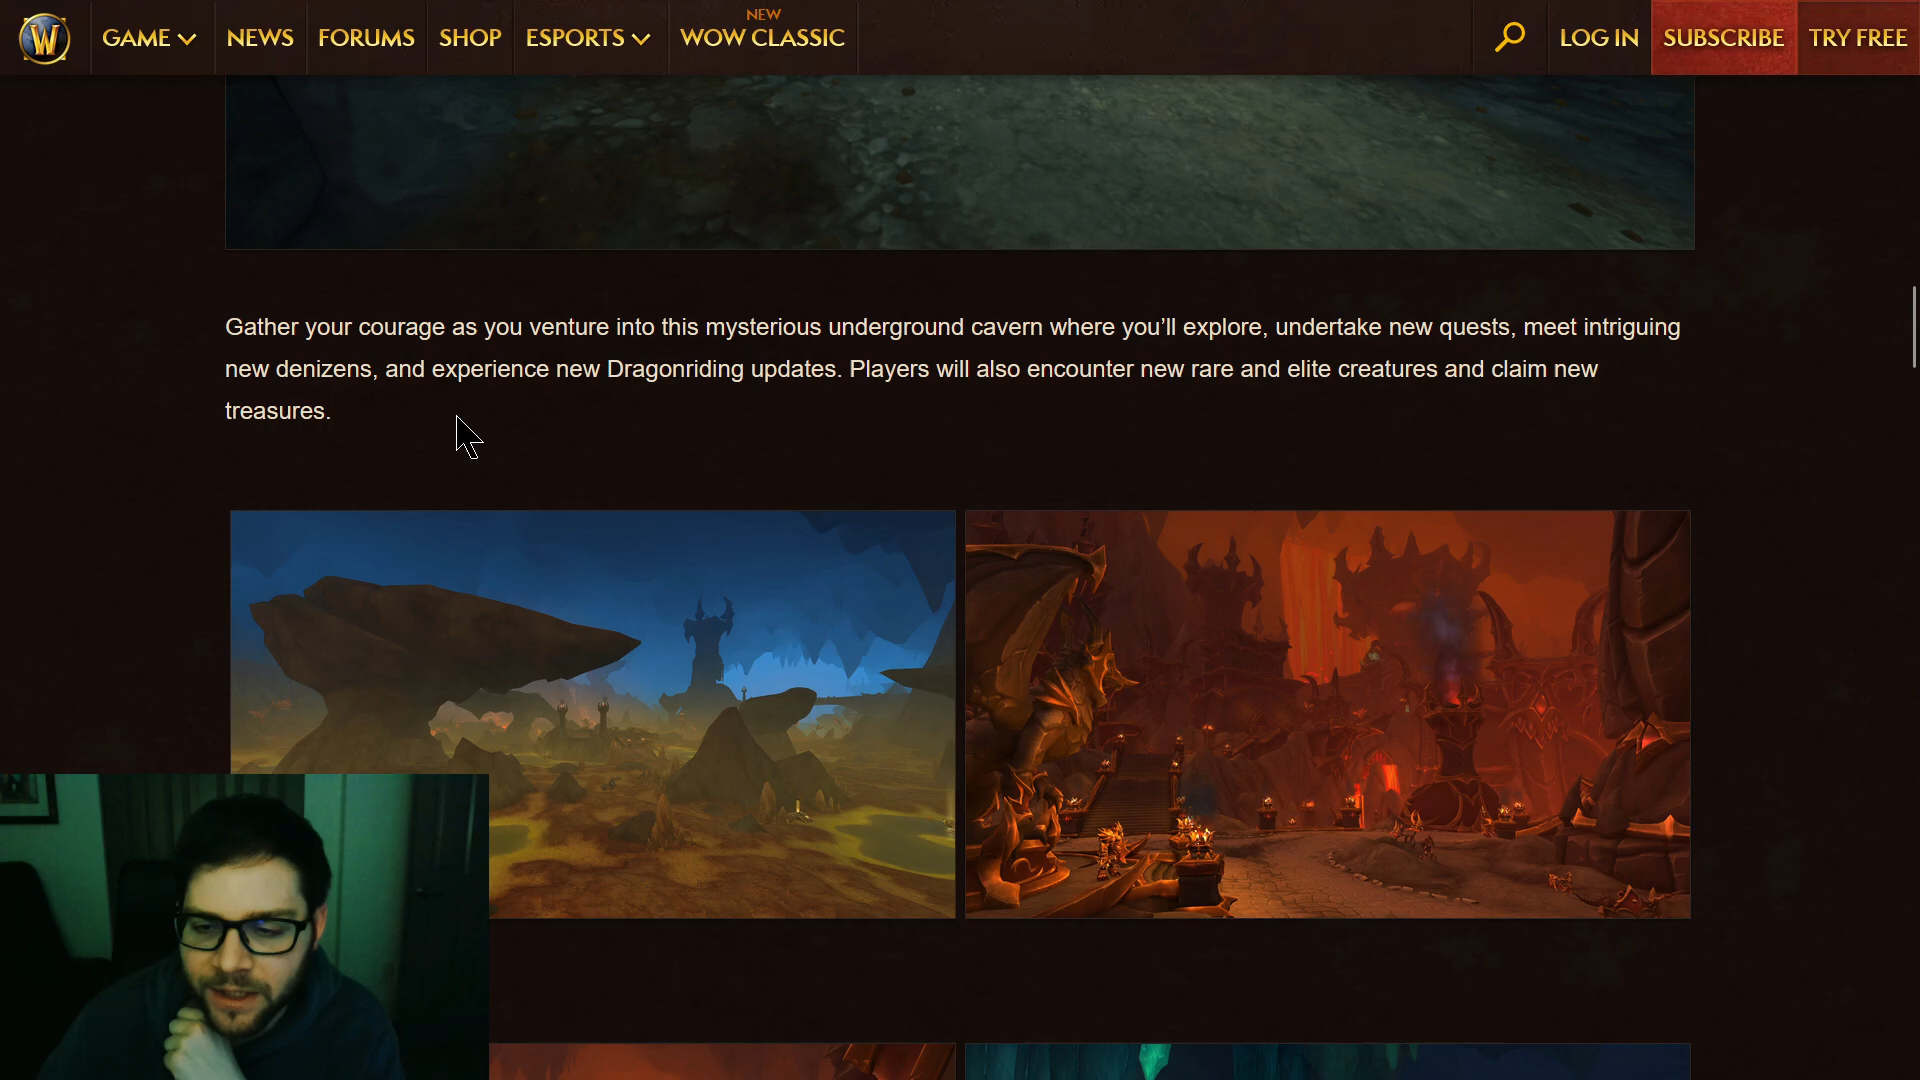 NEW
GAME NEWS FORUMS SHOP ESPORTS WOW CLASSIC LOG IN SUBSCRIBE TRY FREE
Gather your courage as you venture into this mysterious underground cavern where you’ll explore, undertake new quests, meet intriguing
new denizens, and experience new Dragonriding updates. Players will also encounter new rare and elite creatures and claim new
treasures.